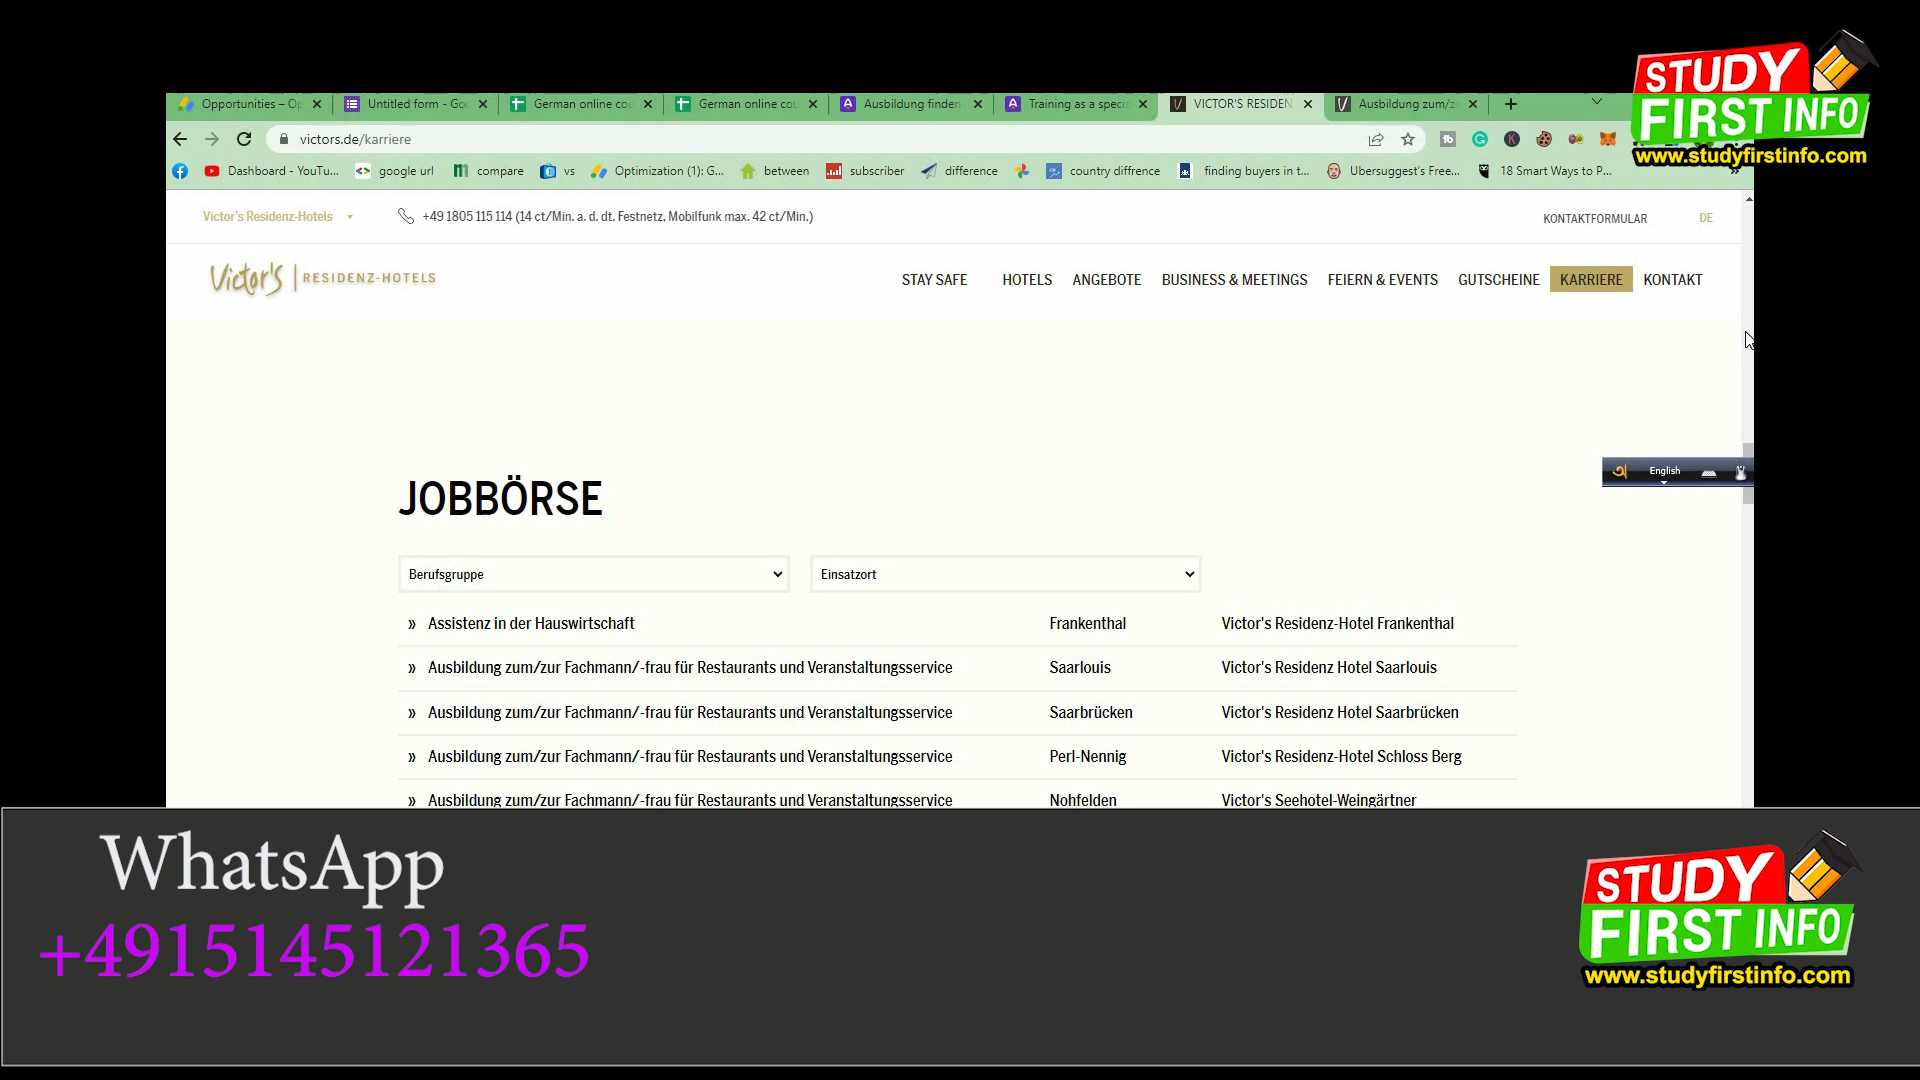 STUDY
FIRST INFO
www.studyfirstinfo.com
Opportunities – Op
Untitled form - Goo
German online cou
German online cou
Ausbildung finden
Training as a specia
VICTOR'S RESIDEN
Ausbildung zum/z
victors.de/karriere
Dashboard - YouTu...
google url
compare
vs
Optimization (1): G...
between
subscriber
difference
country diffrence
finding buyers in t...
Ubersuggest's Free...
18 Smart Ways to P...
Victor's Residenz-Hotels
+49 1805 115 114 (14 ct/Min. a. d. dt. Festnetz, Mobilfunk max. 42 ct/Min.)
KONTAKTFORMULAR
DE
Victor's | RESIDENZ-HOTELS
STAY SAFE
HOTELS
ANGEBOTE
BUSINESS & MEETINGS
FEIERN & EVENTS
GUTSCHEINE
KARRIERE
KONTAKT
English
JOBBÖRSE
Berufsgruppe
Einsatzort
» Assistenz in der Hauswirtschaft Frankenthal Victor's Residenz-Hotel Frankenthal
» Ausbildung zum/zur Fachmann/-frau für Restaurants und Veranstaltungsservice Saarlouis Victor's Residenz Hotel Saarlouis
» Ausbildung zum/zur Fachmann/-frau für Restaurants und Veranstaltungsservice Saarbrücken Victor's Residenz Hotel Saarbrücken
» Ausbildung zum/zur Fachmann/-frau für Restaurants und Veranstaltungsservice Perl-Nennig Victor's Residenz-Hotel Schloss Berg
» Ausbildung zum/zur Fachmann/-frau für Restaurants und Veranstaltungsservice Nohfelden Victor's Seehotel-Weingärtner
WhatsApp
+4915145121365
STUDY
FIRST INFO
www.studyfirstinfo.com